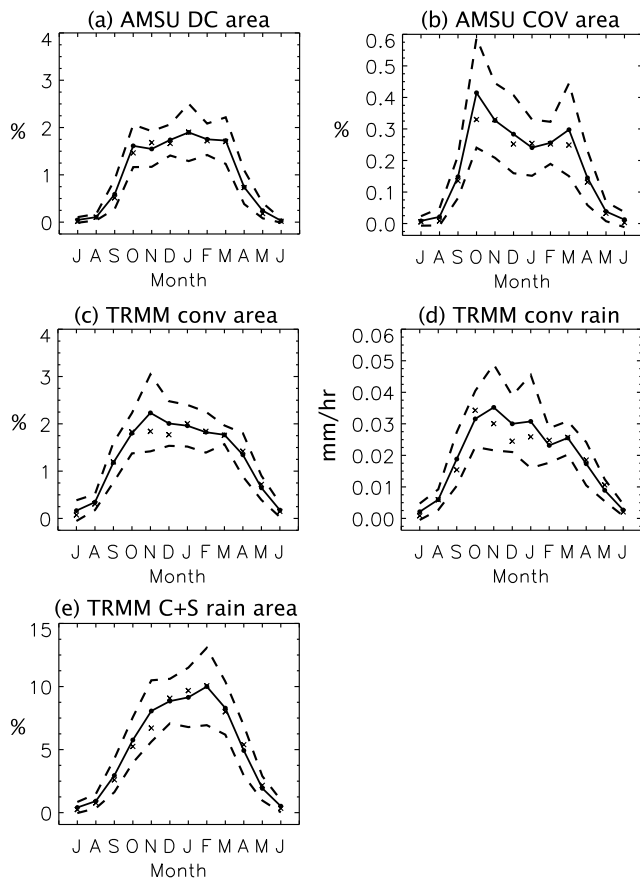 (a) AMSU DC area
4
3
2
1
0
%
J A S O N D J F M A M J
Month
(b) AMSU COV area
0.6
0.5
0.4
0.3
0.2
0.1
0.0
%
J A S O N D J F M A M J
Month
(c) TRMM conv area
4
3
2
1
0
%
J A S O N D J F M A M J
Month
(d) TRMM conv rain
0.06
0.05
0.04
0.03
0.02
0.01
0.00
mm/hr
J A S O N D J F M A M J
Month
(e) TRMM C+S rain area
15
10
5
0
%
J A S O N D J F M A M J
Month